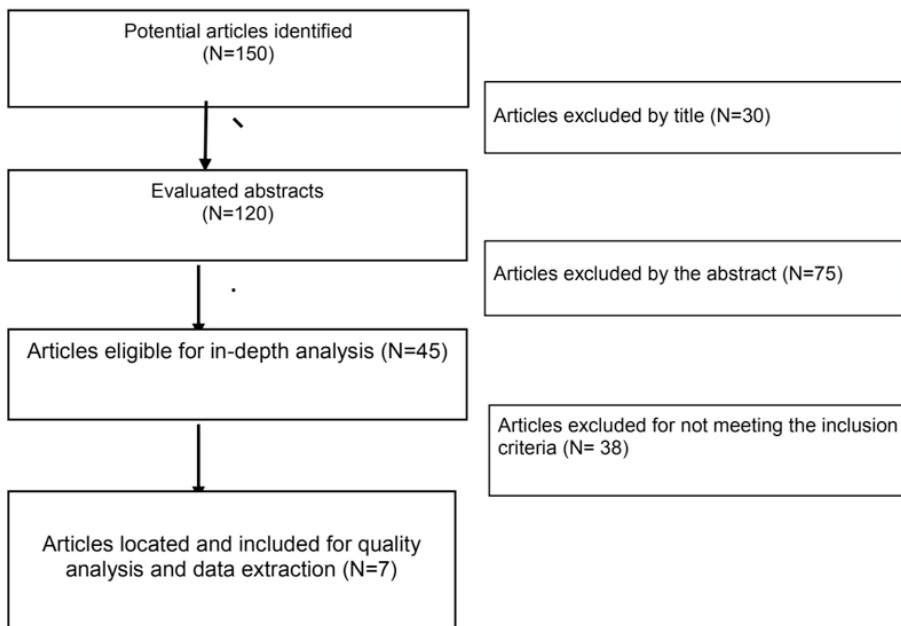 Potential articles identified
(N=150)
Articles excluded by title (N=30)
Evaluated abstracts
(N=120)
Articles excluded by the abstract (N=75)
Articles eligible for in-depth analysis (N=45)
Articles excluded for not meeting the inclusion
criteria (N= 38)
Articles located and included for quality
analysis and data extraction (N=7)